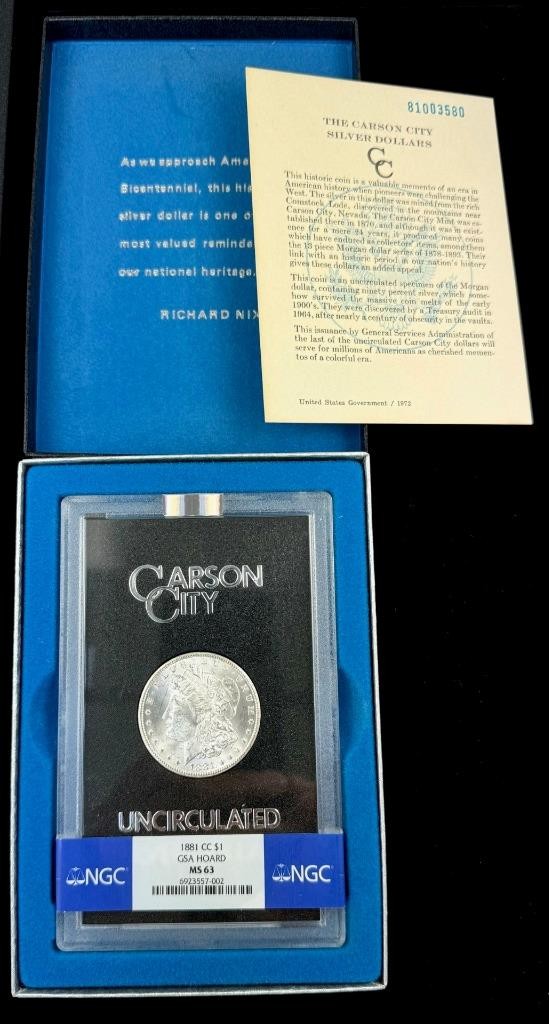 As we approach Ame
Bicentennial, this his
silver dollar is one o
most valued reminde
our national heritage.
RICHARD NIX
81003580
THE CARSON CITY
SILVER DOLLARS
CC
This historic coin is a valuable memento of an era in
American history when pioneers were challenging the
West. The silver in this dollar was mined from the rich
Comstock Lode, discovered in the mountains near
Carson City, Nevada. The Carson City Mint was es-
tablished there in 1870, and although it was in exist-
ence for a mere 24 years, it produced many coins
which have endured as collectors' items, among them
the 13 piece Morgan dollar series of 1878-1893. Their
link with an historic period in our nation's history
gives these dollars an added appeal.
This coin is an uncirculated specimen of the Morgan
dollar, containing ninety percent silver, which some-
how survived the massive coin melts of the early
1900's. They were discovered by a Treasury audit in
1964, after nearly a century of obscurity in the vaults.
This issuance by General Services Administration of
the last of the uncirculated Carson City dollars will
serve for millions of Americans as cherished memen-
tos of a colorful era.
United States Government / 1972
CARSON
CITY
1881
UNCIRCULATED
1881 CC $1
GSA HOARD
MS 63
6923557-002
NGC
NGC